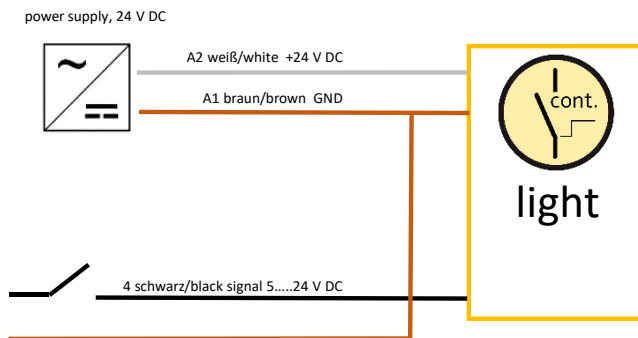 power supply, 24 V DC
A2 weiß/white  +24 V DC
A1 braun/brown  GND
cont.
light
4 schwarz/black signal 5.....24 V DC